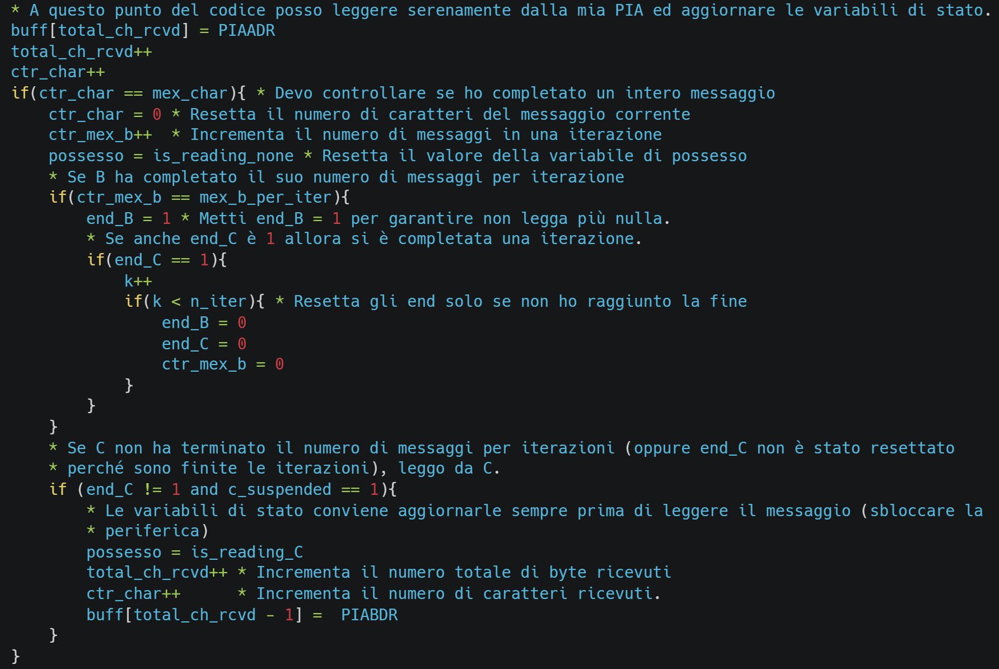 * A questo punto del codice posso leggere serenamente dalla mia PIA ed aggiornare le variabili di stato.
buff[total_ch_rcvd] = PIAADR
total_ch_rcvd++
ctr_char++
if(ctr_char == mex_char){ * Devo controllare se ho completato un intero messaggio
    ctr_char = 0 * Resetta il numero di caratteri del messaggio corrente
    ctr_mex_b++  * Incrementa il numero di messaggi in una iterazione
    possesso = is_reading_none * Resetta il valore della variabile di possesso
    * Se B ha completato il suo numero di messaggi per iterazione
    if(ctr_mex_b == mex_b_per_iter){
        end_B = 1 * Metti end_B = 1 per garantire non legga più nulla.
        * Se anche end_C è 1 allora si è completata una iterazione.
        if(end_C == 1){
            k++
            if(k < n_iter){ * Resetta gli end solo se non ho raggiunto la fine
                end_B = 0
                end_C = 0
                ctr_mex_b = 0
            }
        }
    }
    * Se C non ha terminato il numero di messaggi per iterazioni (oppure end_C non è stato resettato
    * perché sono finite le iterazioni), leggo da C.
    if (end_C != 1 and c_suspended == 1){
        * Le variabili di stato conviene aggiornarle sempre prima di leggere il messaggio (sbloccare la
        * periferica)
        possesso = is_reading_C
        total_ch_rcvd++ * Incrementa il numero totale di byte ricevuti
        ctr_char++      * Incrementa il numero di caratteri ricevuti.
        buff[total_ch_rcvd - 1] =  PIABDR
    }
}